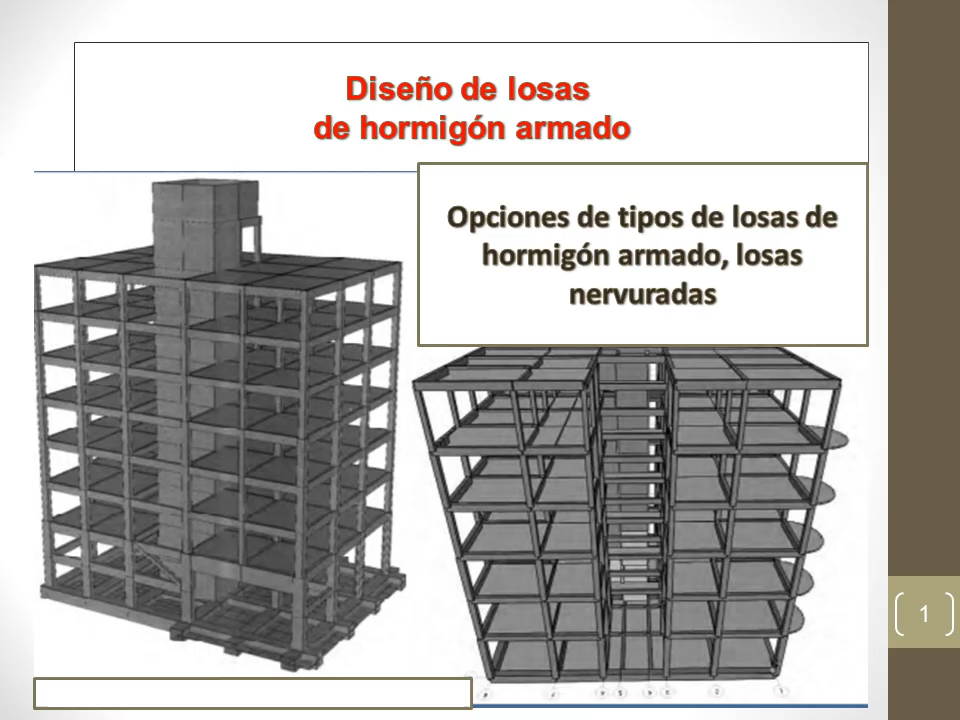 Diseño de losas
de hormigón armado
Opciones de tipos de losas de
hormigón armado, losas
nervuradas
1